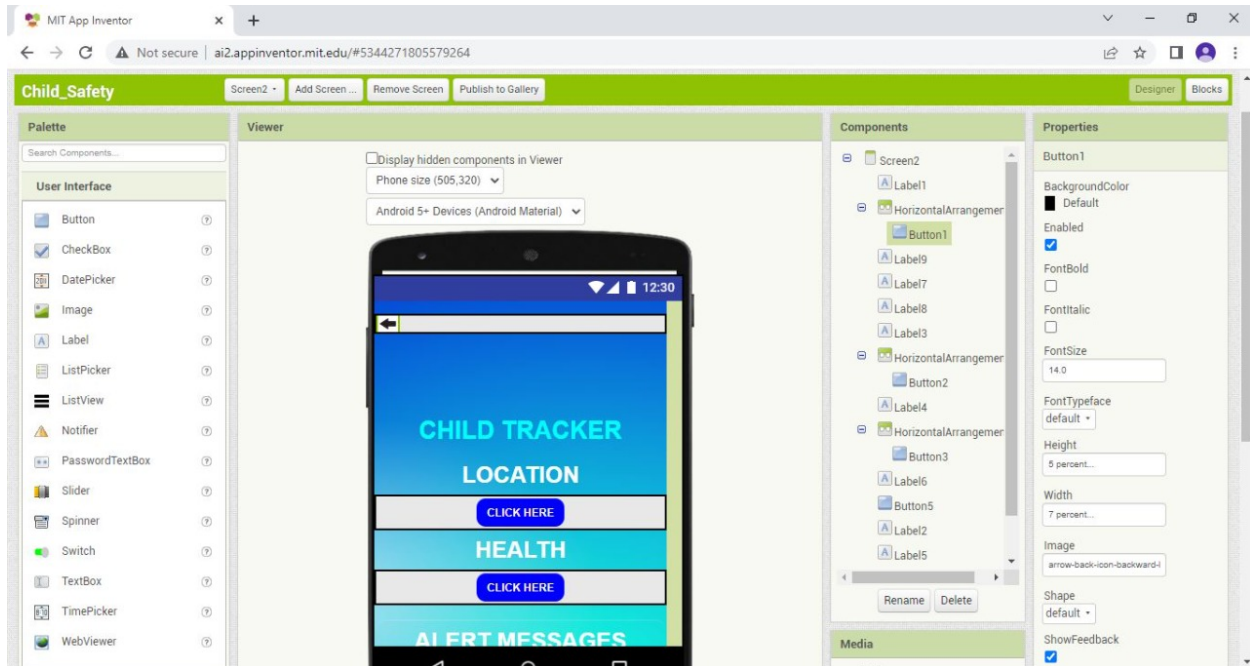 MIT App Inventor
Not secure | ai2.appinventor.mit.edu/#5344271805579264
Child_Safety
Screen2
Add Screen ...
Remove Screen
Publish to Gallery
Designer
Blocks
Palette
Search Components...
User Interface
Button
CheckBox
DatePicker
Image
Label
ListPicker
ListView
Notifier
PasswordTextBox
Slider
Spinner
Switch
TextBox
TimePicker
WebViewer
Viewer
Display hidden components in Viewer
Phone size (505,320)
Android 5+ Devices (Android Material)
12:30
CHILD TRACKER
LOCATION
CLICK HERE
HEALTH
CLICK HERE
ALERT MESSAGES
Components
Screen2
Label1
HorizontalArrangemer
Button1
Label9
Label7
Label8
Label3
HorizontalArrangemer
Button2
Label4
HorizontalArrangemer
Button3
Label6
Button5
Label2
Label5
Rename
Delete
Media
Properties
Button1
BackgroundColor
Default
Enabled
FontBold
FontItalic
FontSize
14.0
FontTypeface
default
Height
5 percent...
Width
7 percent...
Image
arrow-back-icon-backward-l
Shape
default
ShowFeedback